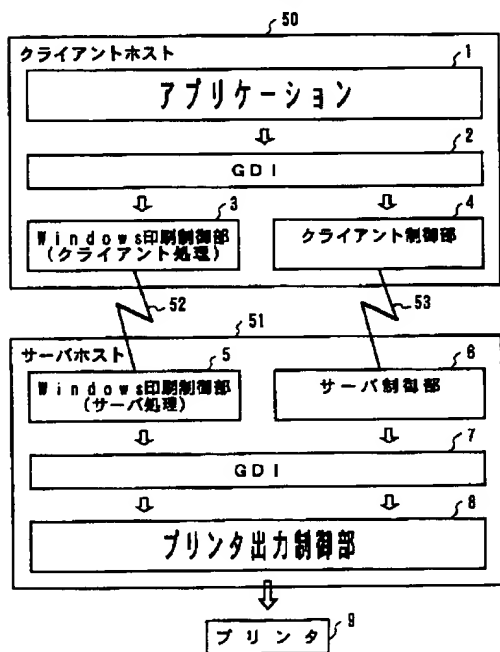 50
クライアントホスト
1
アプリケーション
2
GDI
3
4
Windows印刷制御部
(クライアント処理)
クライアント制御部
52
53
51
サーバホスト
5
6
Windows印刷制御部
(サーバ処理)
サーバ制御部
7
GDI
8
プリンタ出力制御部
9
プリンタ